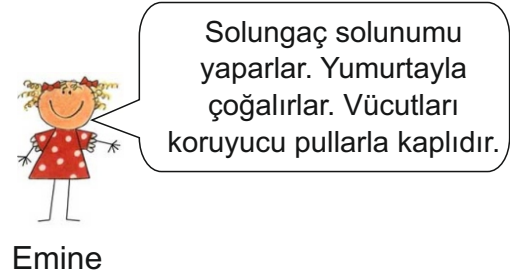 Solungaç solunumu
yaparlar. Yumurtayla
çoğalırlar. Vücutları
koruyucu pullarla kaplıdır.
Emine